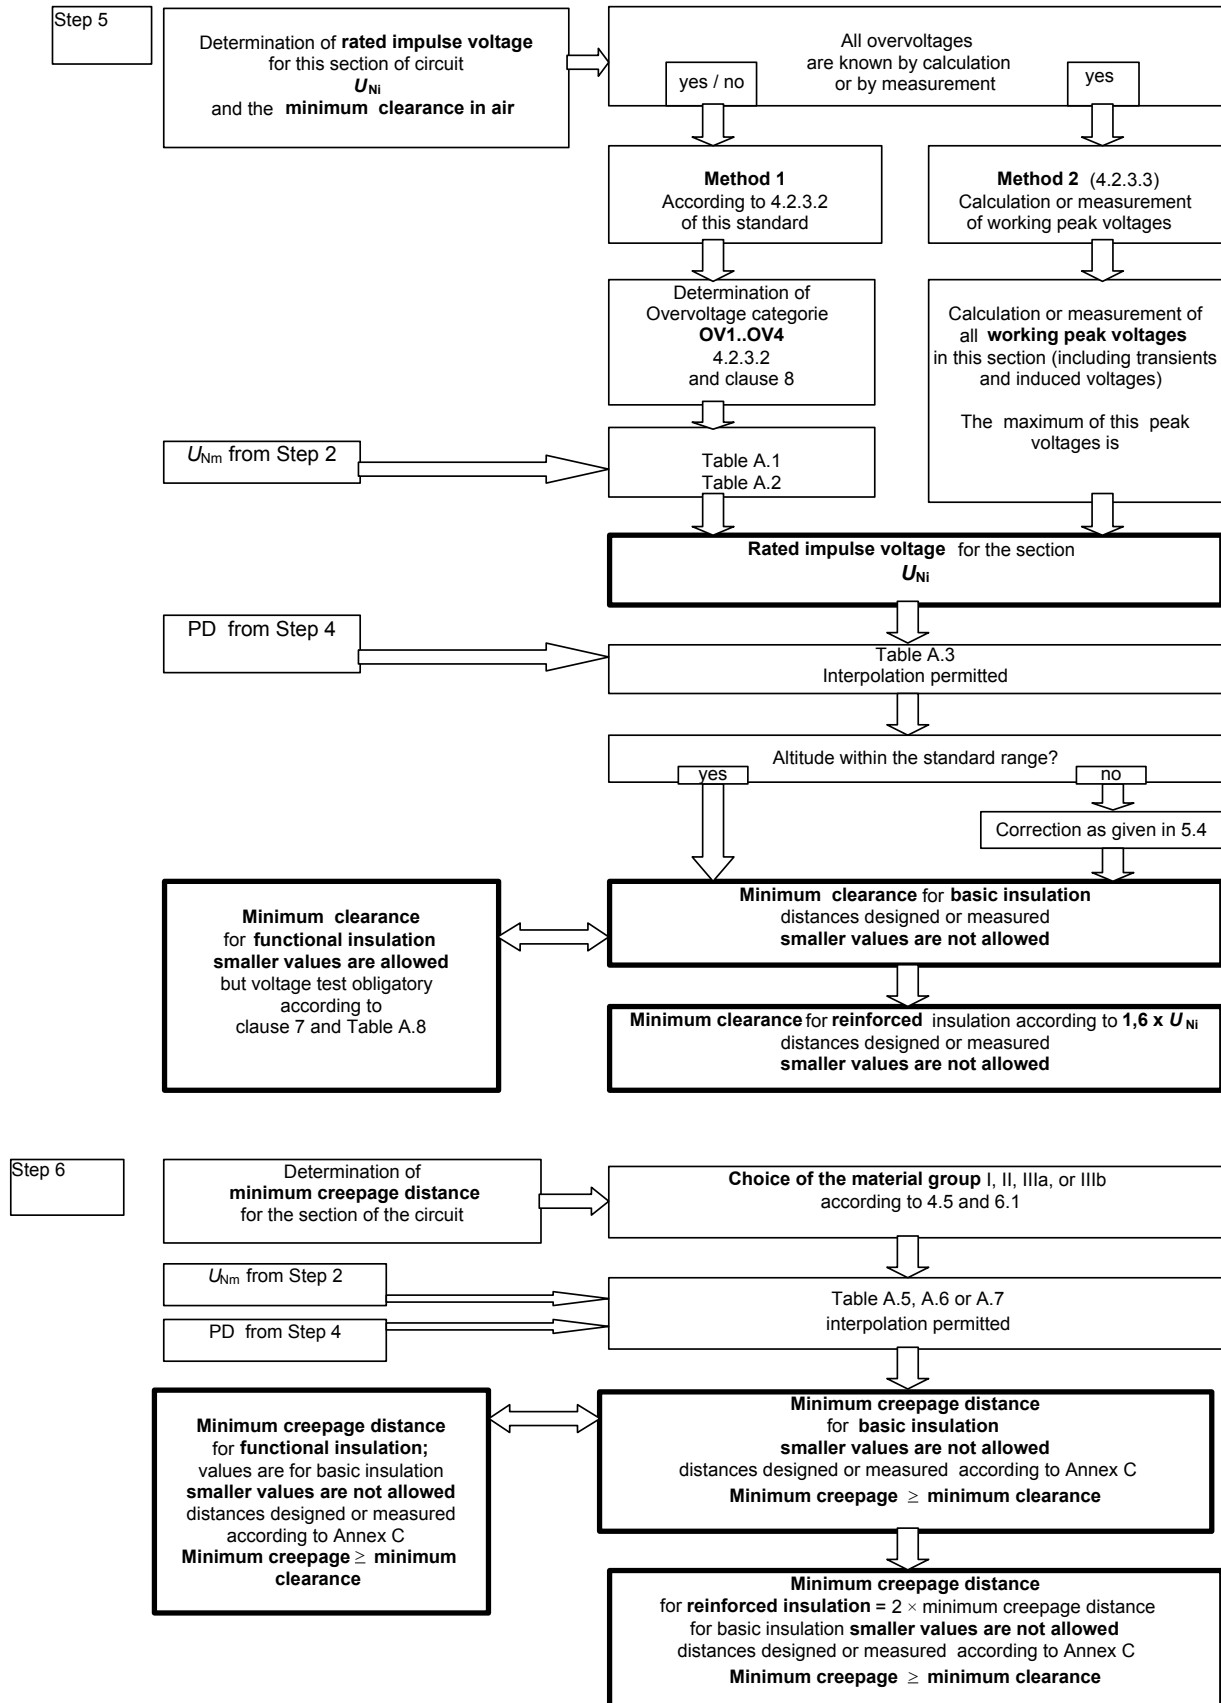 Step 5
Determination of rated impulse voltage
for this section of circuit
UNi
and the minimum clearance in air
All overvoltages
are known by calculation
or by measurement
yes / no
yes
Method 1
According to 4.2.3.2
of this standard
Method 2 (4.2.3.3)
Calculation or measurement
of working peak voltages
Determination of
Overvoltage categorie
OV1..OV4
4.2.3.2
and clause 8
Calculation or measurement of
all working peak voltages
in this section (including transients
and induced voltages)
The maximum of this peak
voltages is
UNm from Step 2
Table A.1
Table A.2
Rated impulse voltage for the section
UNi
PD from Step 4
Table A.3
Interpolation permitted
Altitude within the standard range?
yes
no
Correction as given in 5.4
Minimum clearance
for functional insulation
smaller values are allowed
but voltage test obligatory
according to
clause 7 and Table A.8
Minimum clearance for basic insulation
distances designed or measured
smaller values are not allowed
Minimum clearance for reinforced insulation according to 1,6 x UNi
distances designed or measured
smaller values are not allowed
Step 6
Determination of
minimum creepage distance
for the section of the circuit
Choice of the material group I, II, IIIa, or IIIb
according to 4.5 and 6.1
UNm from Step 2
PD from Step 4
Table A.5, A.6 or A.7
interpolation permitted
Minimum creepage distance
for functional insulation;
values are for basic insulation
smaller values are not allowed
distances designed or measured
according to Annex C
Minimum creepage ≥ minimum
clearance
Minimum creepage distance
for basic insulation
smaller values are not allowed
distances designed or measured according to Annex C
Minimum creepage ≥ minimum clearance
Minimum creepage distance
for reinforced insulation = 2 × minimum creepage distance
for basic insulation smaller values are not allowed
distances designed or measured according to Annex C
Minimum creepage ≥ minimum clearance